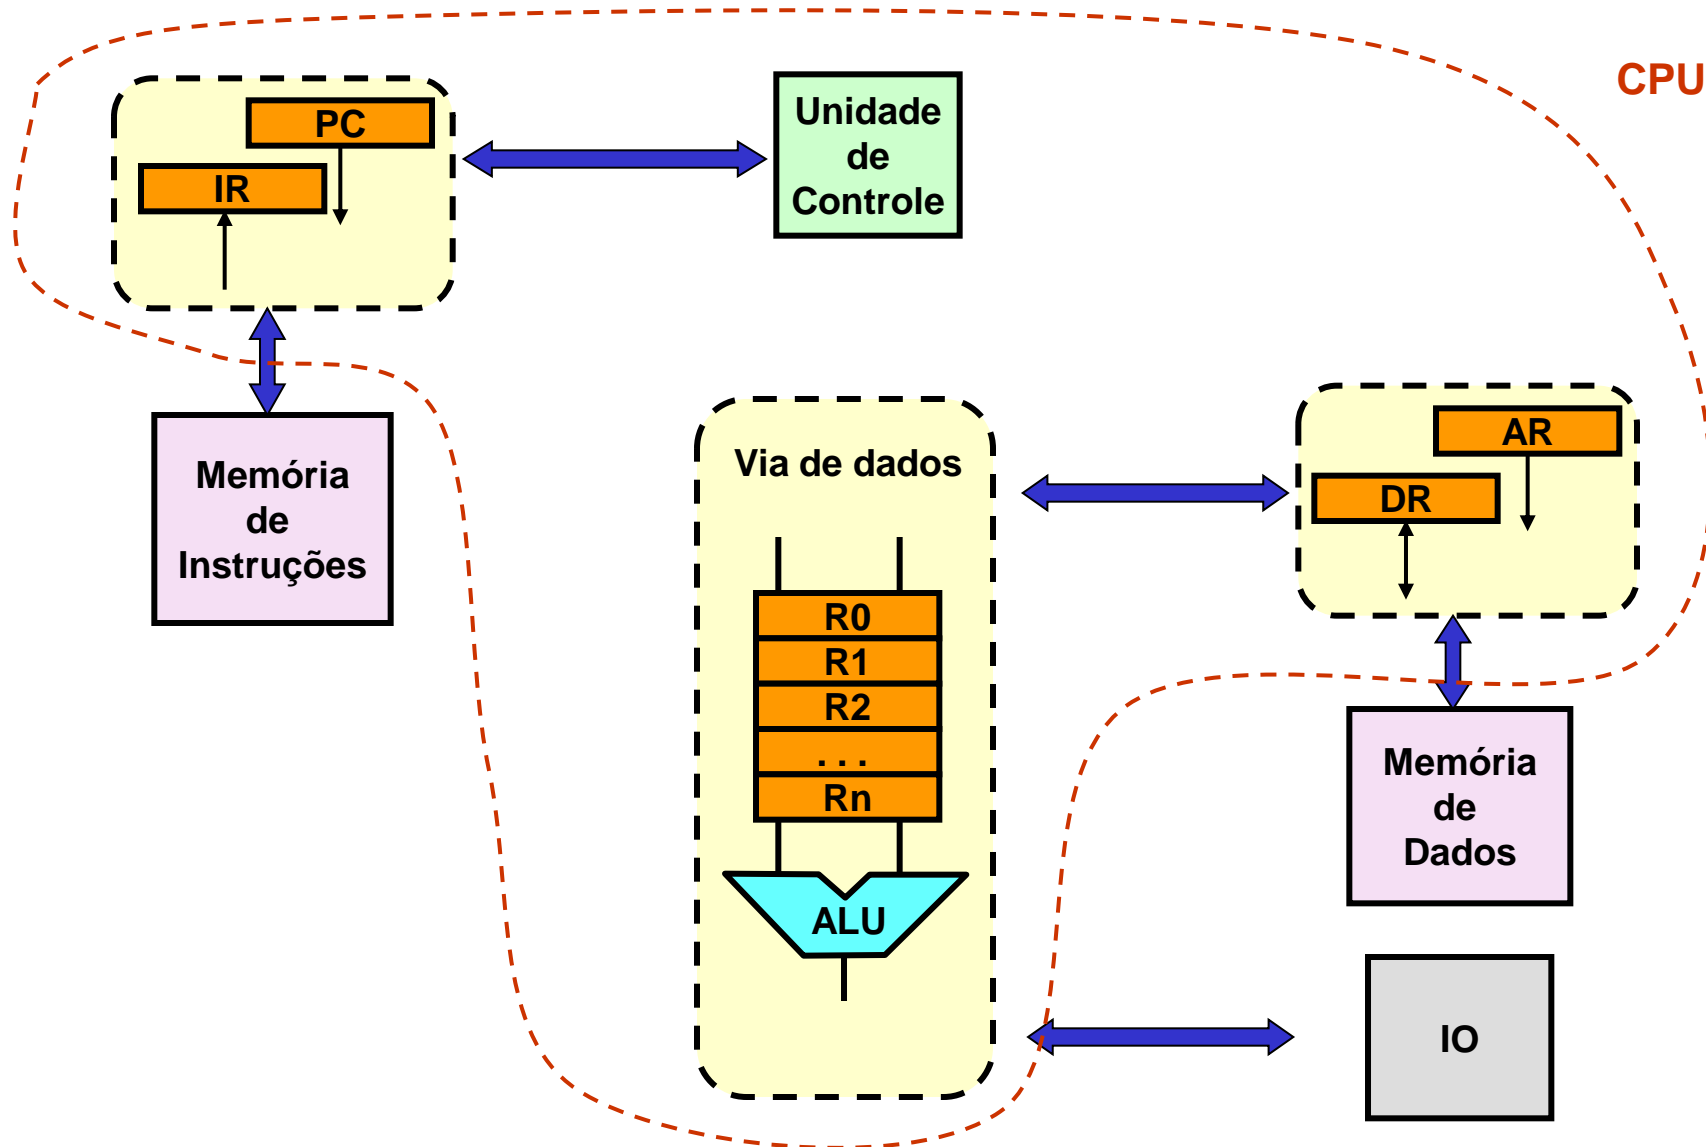 CPU
PC
IR
Unidade
de
Controle
Memória
de
Instruções
Via de dados
R0
R1
R2
. . .
Rn
ALU
AR
DR
Memória
de
Dados
IO